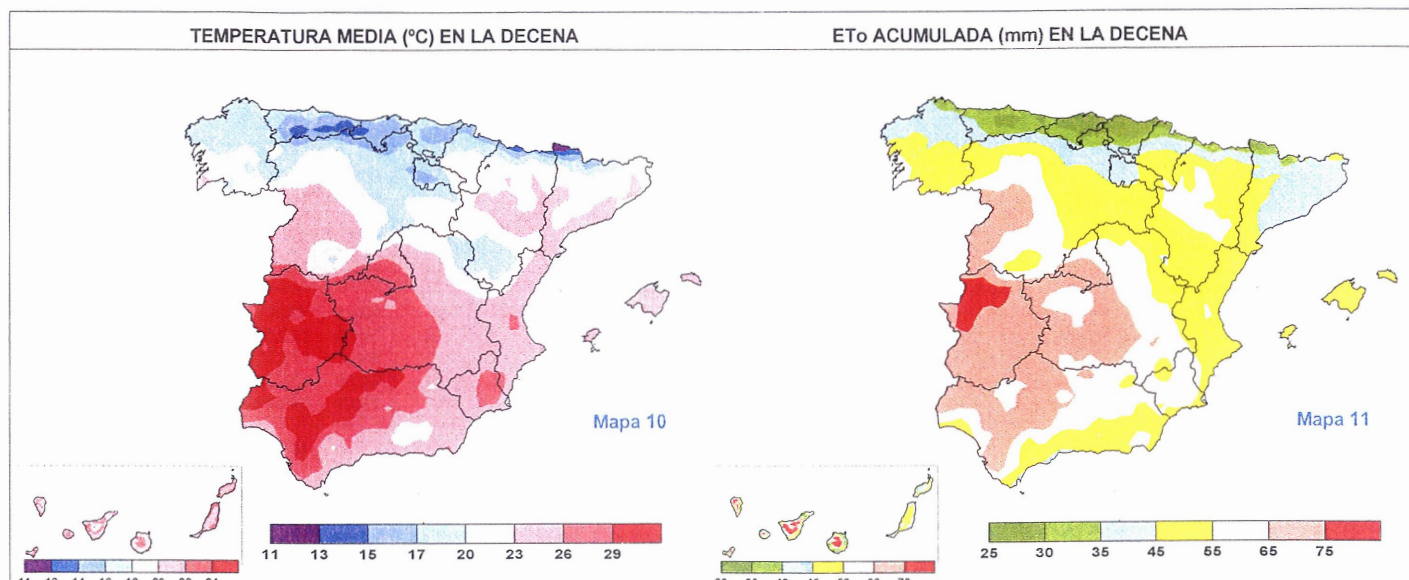 TEMPERATURA MEDIA (ºC) EN LA DECENA
ETo ACUMULADA (mm) EN LA DECENA
Mapa 10
Mapa 11
11 13 15 17 20 23 26 29
25 30 35 45 55 65 75